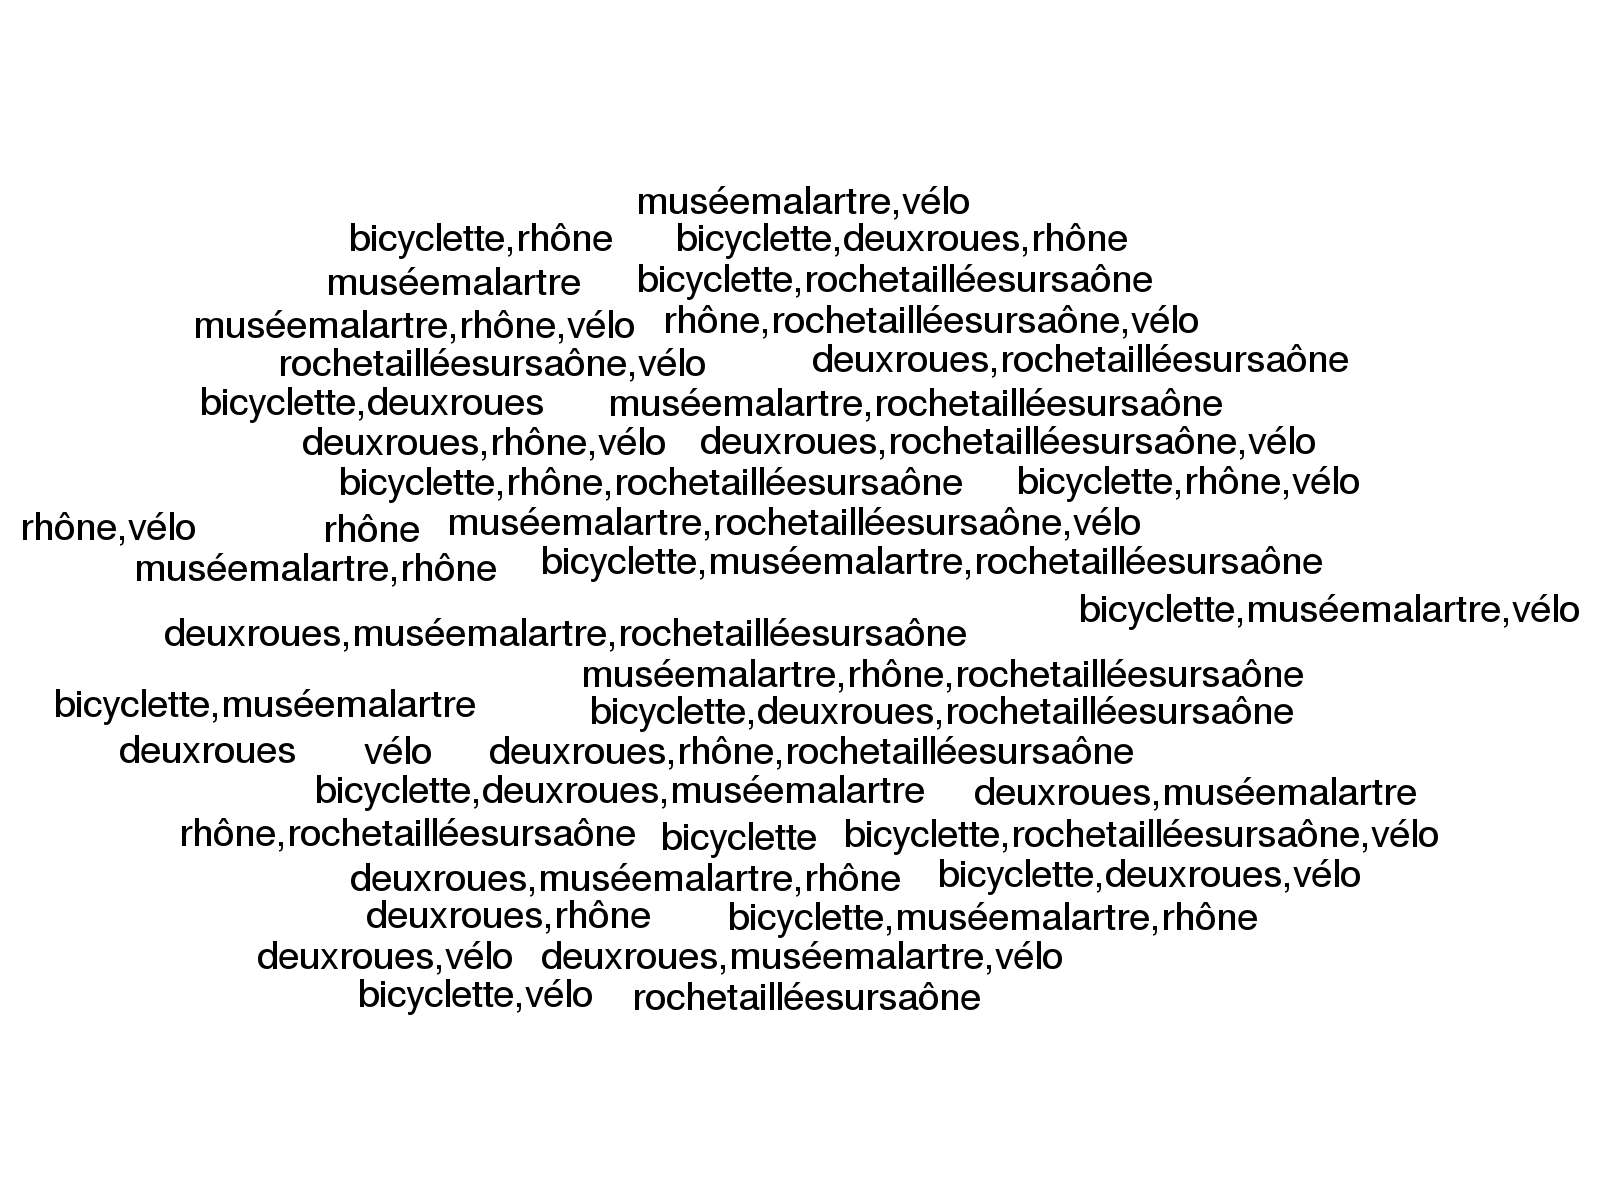 muséemalartre,vélo
bicyclette,rhône bicyclette,deuxroues,rhône
muséemalartre bicyclette,rochetailléesursaône
muséemalartre,rhône,vélo rhône,rochetailléesursaône,vélo
rochetailléesursaône,vélo deuxroues,rochetailléesursaône
bicyclette,deuxroues muséemalartre,rochetailléesursaône
deuxroues,rhône,vélo deuxroues,rochetailléesursaône,vélo
bicyclette,rhône,rochetailléesursaône bicyclette,rhône,vélo
rhône,vélo rhône muséemalartre,rochetailléesursaône,vélo
muséemalartre,rhône bicyclette,muséemalartre,rochetailléesursaône
bicyclette,muséemalartre,vélo
deuxroues,muséemalartre,rochetailléesursaône
muséemalartre,rhône,rochetailléesursaône
bicyclette,muséemalartre bicyclette,deuxroues,rochetailléesursaône
deuxroues vélo deuxroues,rhône,rochetailléesursaône
bicyclette,deuxroues,muséemalartre deuxroues,muséemalartre
rhône,rochetailléesursaône bicyclette bicyclette,rochetailléesursaône,vélo
deuxroues,muséemalartre,rhône bicyclette,deuxroues,vélo
deuxroues,rhône bicyclette,muséemalartre,rhône
deuxroues,vélo deuxroues,muséemalartre,vélo
bicyclette,vélo rochetailléesursaône